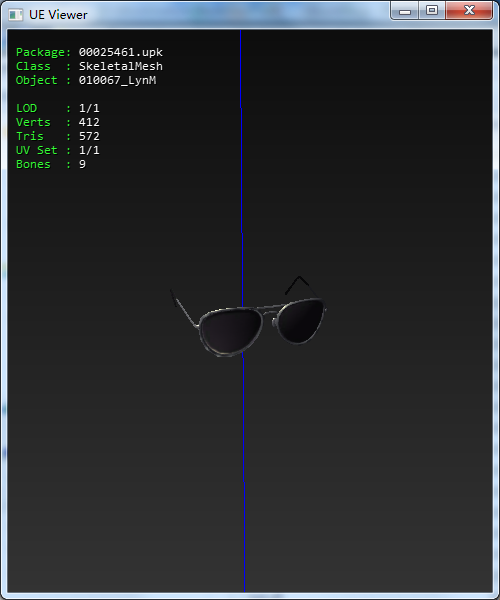 UE Viewer
Package: 00025461.upk
Class  : SkeletalMesh
Object : 010067_LynM
LOD    : 1/1
Verts  : 412
Tris   : 572
UV Set : 1/1
Bones  : 9